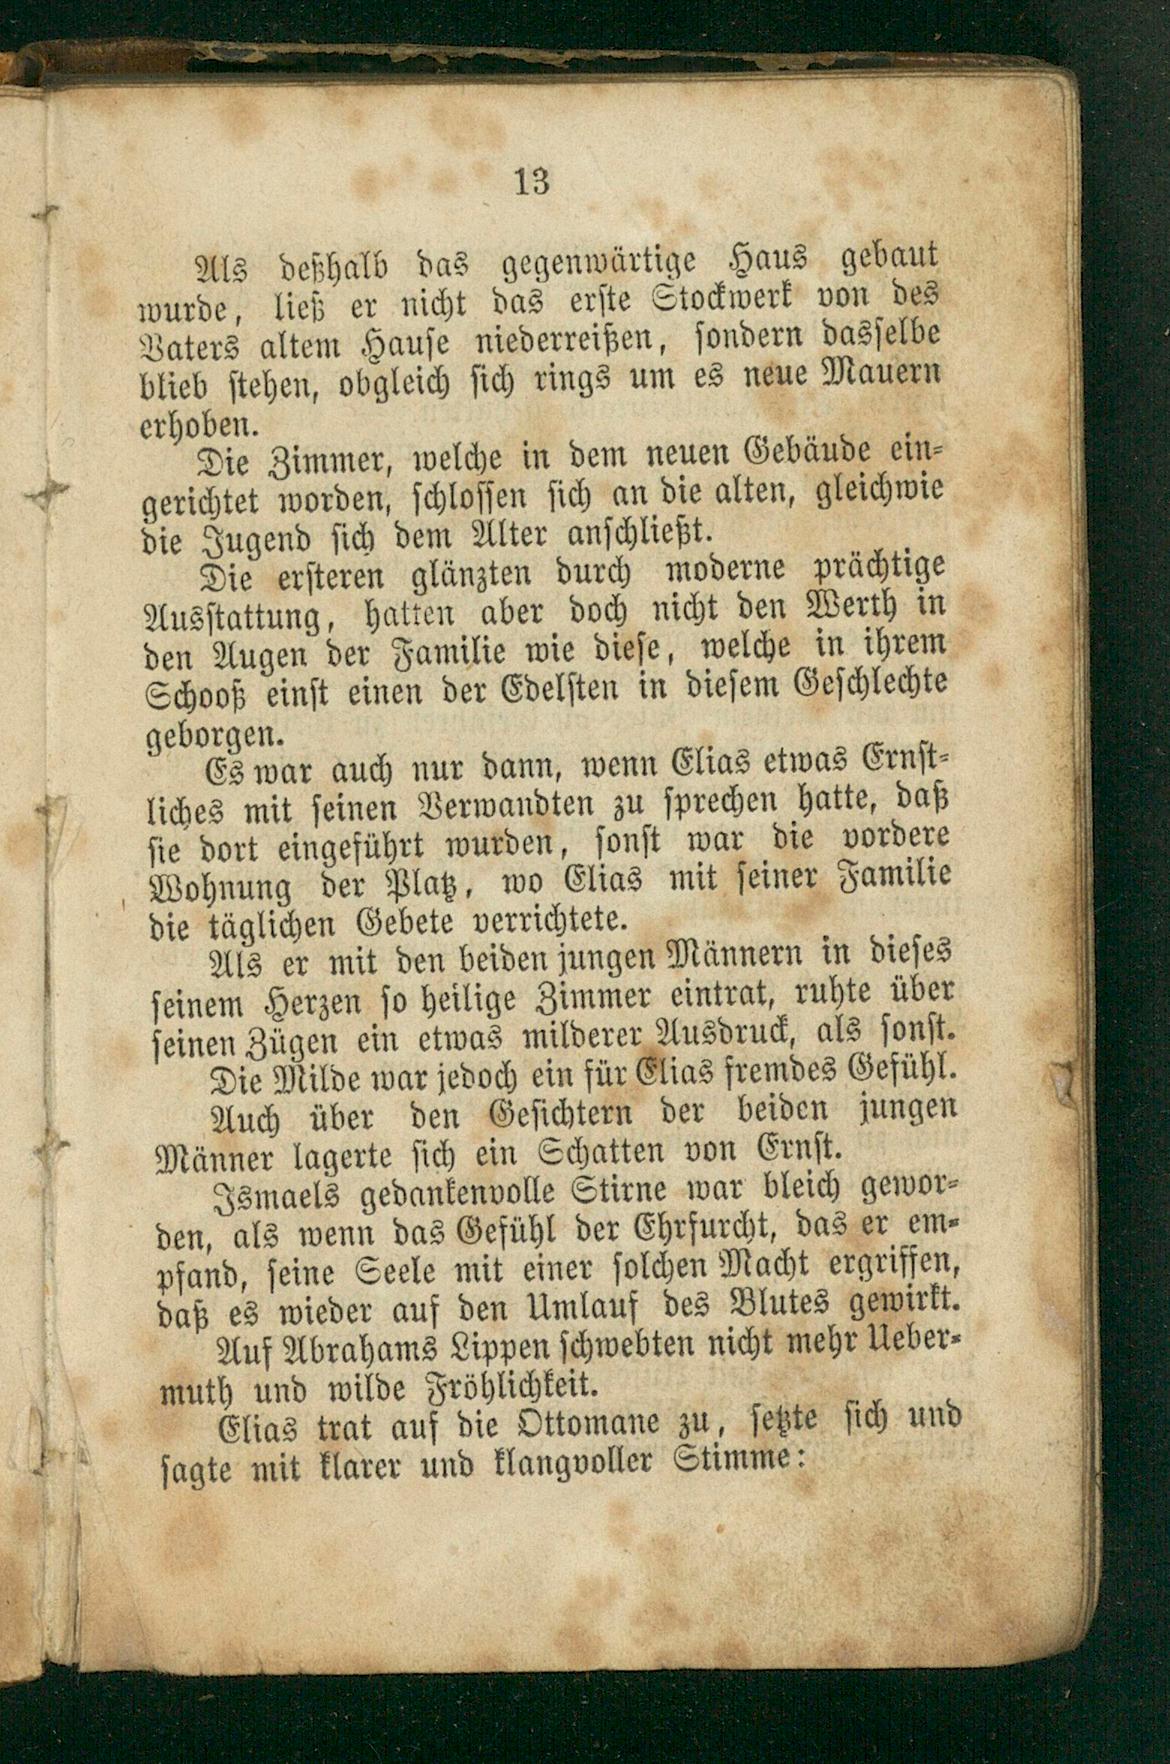 13
Als deßhalb das gegenwärtige Haus gebaut
wurde, ließ er nicht das erste Stockwerk von des
Vaters altem Hause niederreißen, sondern dasselbe
blieb stehen, obgleich sich rings um es neue Mauern
erhoben.
Die Zimmer, welche in dem neuen Gebäude ein-
gerichtet worden, schlossen sich an die alten, gleichwie
die Jugend sich dem Alter anschließt.
Die ersteren glänzten durch moderne prächtige
Ausstattung, hatten aber doch nicht den Werth in
den Augen der Familie wie diese, welche in ihrem
Schooß einst einen der Edelsten in diesem Geschlechte
geborgen.
Es war auch nur dann, wenn Elias etwas Ernst-
liches mit seinen Verwandten zu sprechen hatte, daß
sie dort eingeführt wurden, sonst war die vordere
Wohnung der Platz, wo Elias mit seiner Familie
die täglichen Gebete verrichtete.
Als er mit den beiden jungen Männern in dieses
seinem Herzen so heilige Zimmer eintrat, ruhte über
seinen Zügen ein etwas milderer Ausdruck, als sonst.
Die Milde war jedoch ein für Elias fremdes Gefühl.
Auch über den Gesichtern der beiden jungen
Männer lagerte sich ein Schatten von Ernst.
Ismaels gedankenvolle Stirne war bleich gewor-
den, als wenn das Gefühl der Ehrfurcht, das er em-
pfand, seine Seele mit einer solchen Macht ergriffen,
daß es wieder auf den Umlauf des Blutes gewirkt.
Auf Abrahams Lippen schwebten nicht mehr Ueber-
muth und wilde Fröhlichkeit.
Elias trat auf die Ottomane zu, setzte sich und
sagte mit klarer und klangvoller Stimme: